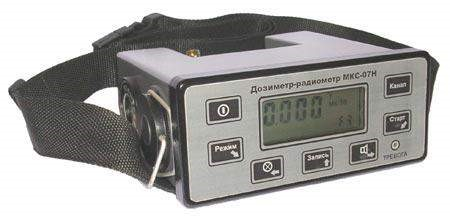 Дозиметр-радиометр МКС-07Н
0.000
Канал
Режим
Старт
Запись
ТРЕВОГА